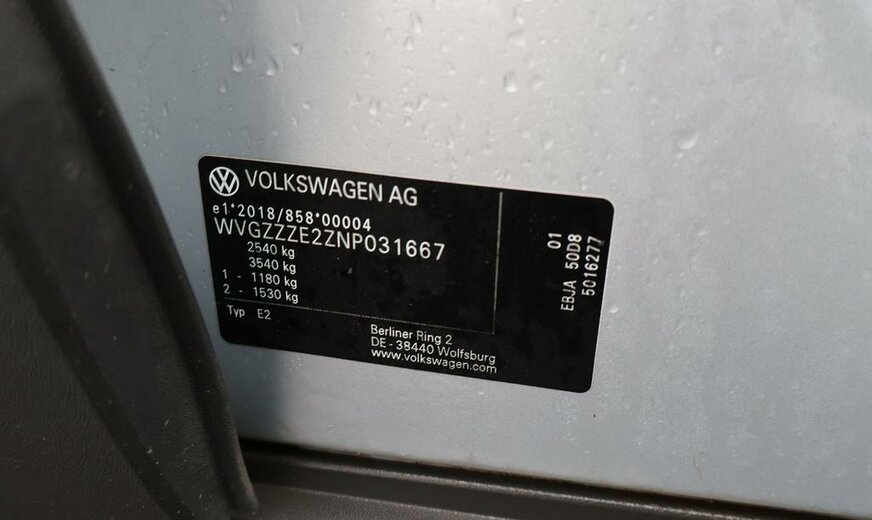 VOLKSWAGEN AG
e1*2018/858*00004
WVGZZZE2ZNP031667
2540 kg
3540 kg
1 - 1180 kg
2 - 1530 kg
Typ E2
Berliner Ring 2
DE - 38440 Wolfsburg
www.volkswagen.com
01
EBJA 50D8
5016277